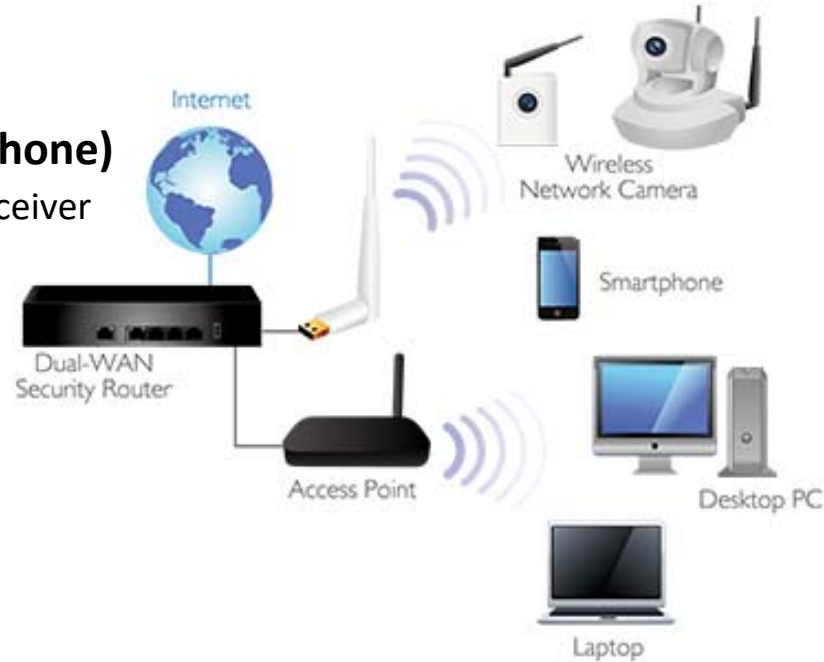 Internet
hone)
ceiver
Wireless
Network Camera
Smartphone
Dual-WAN
Security Router
Access Point
Desktop PC
Laptop